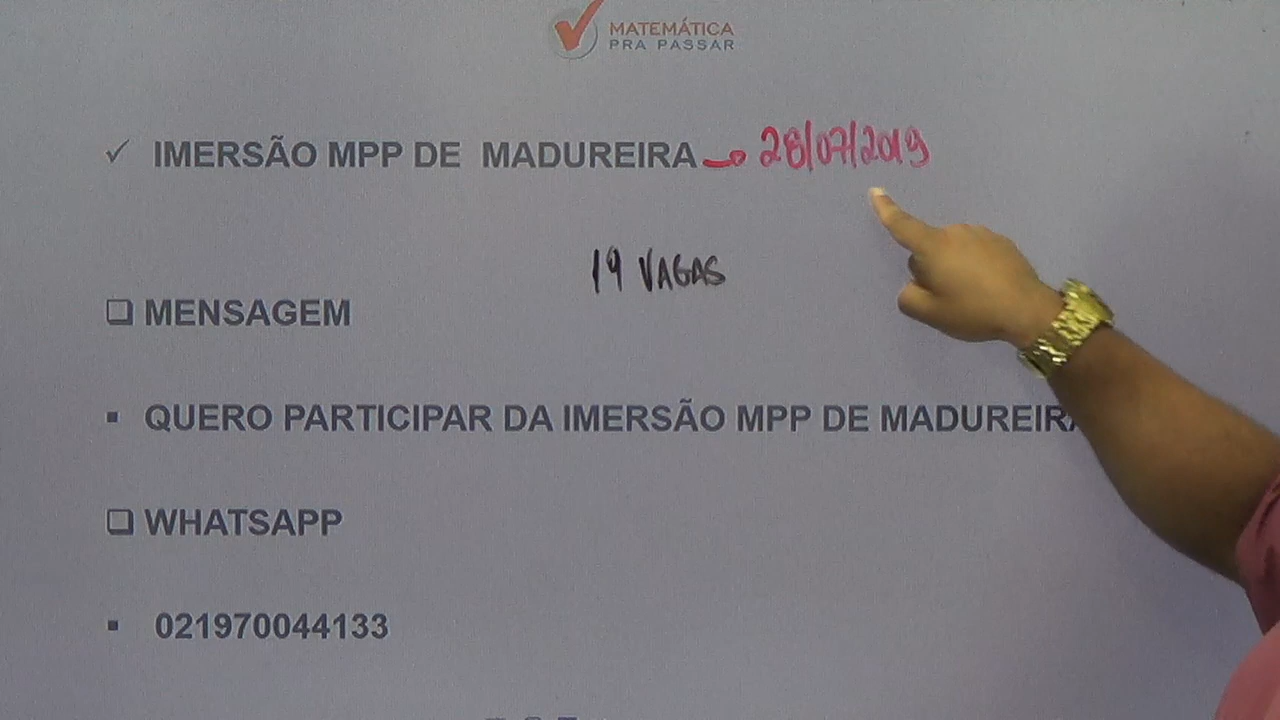 MATEMÁTICA
PRA PASSAR
✓ IMERSÃO MPP DE MADUREIRA → 28/07/2019
19 VAGAS
❑ MENSAGEM
▪ QUERO PARTICIPAR DA IMERSÃO MPP DE MADUREIRA
❑ WHATSAPP
▪ 021970044133